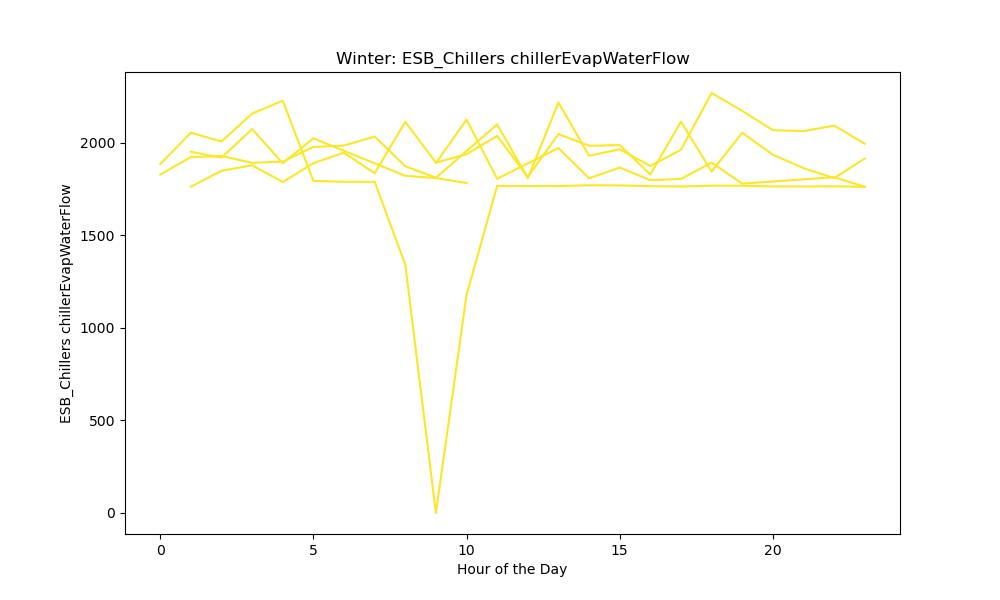 Winter: ESB_Chillers chillerEvapWaterFlow
ESB_Chillers chillerEvapWaterFlow
2000
1500
1000
500
0
0 5 10 15 20
Hour of the Day